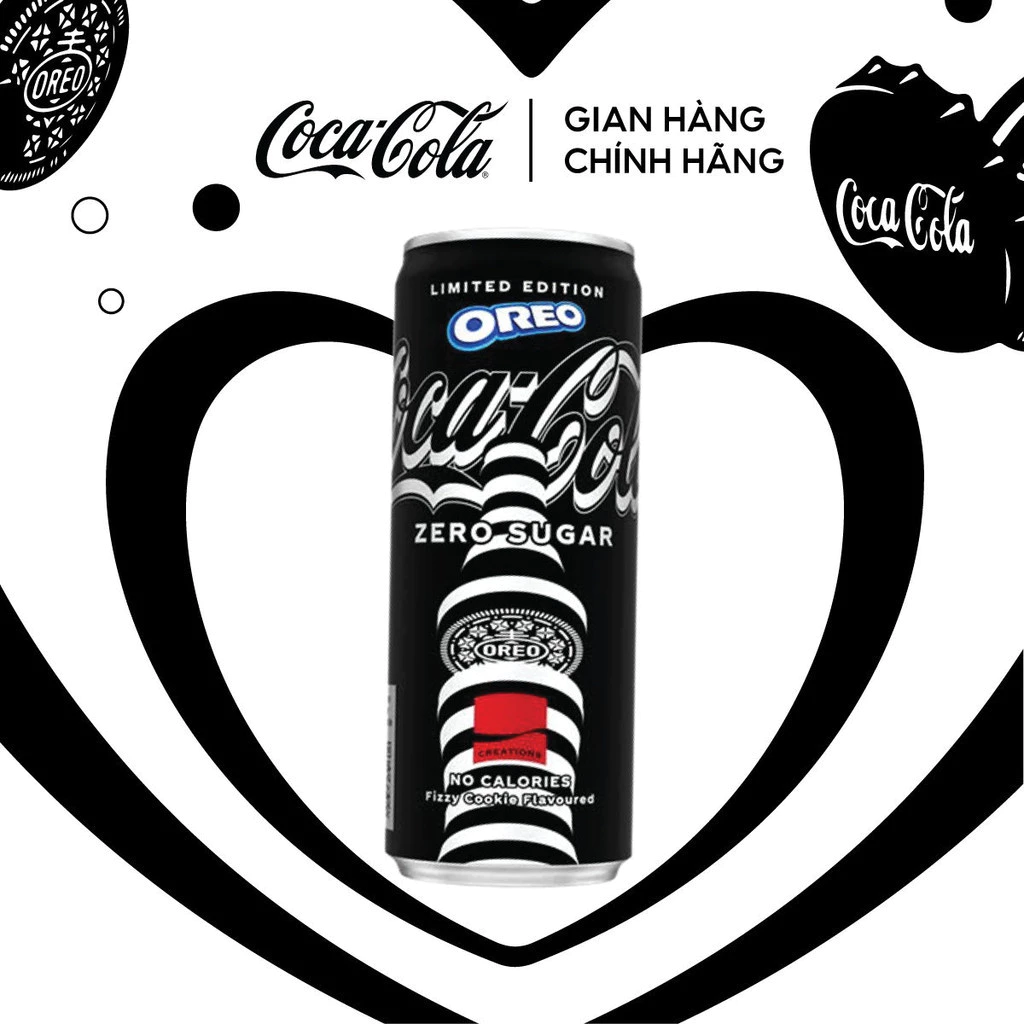 OREO
Coca-Cola
GIAN HÀNG
CHÍNH HÃNG
Coca Cola
LIMITED EDITION
OREO
Coca-Cola
ZERO SUGAR
OREO
CREATIONS
NO CALORIES
Fizzy Cookie Flavoured